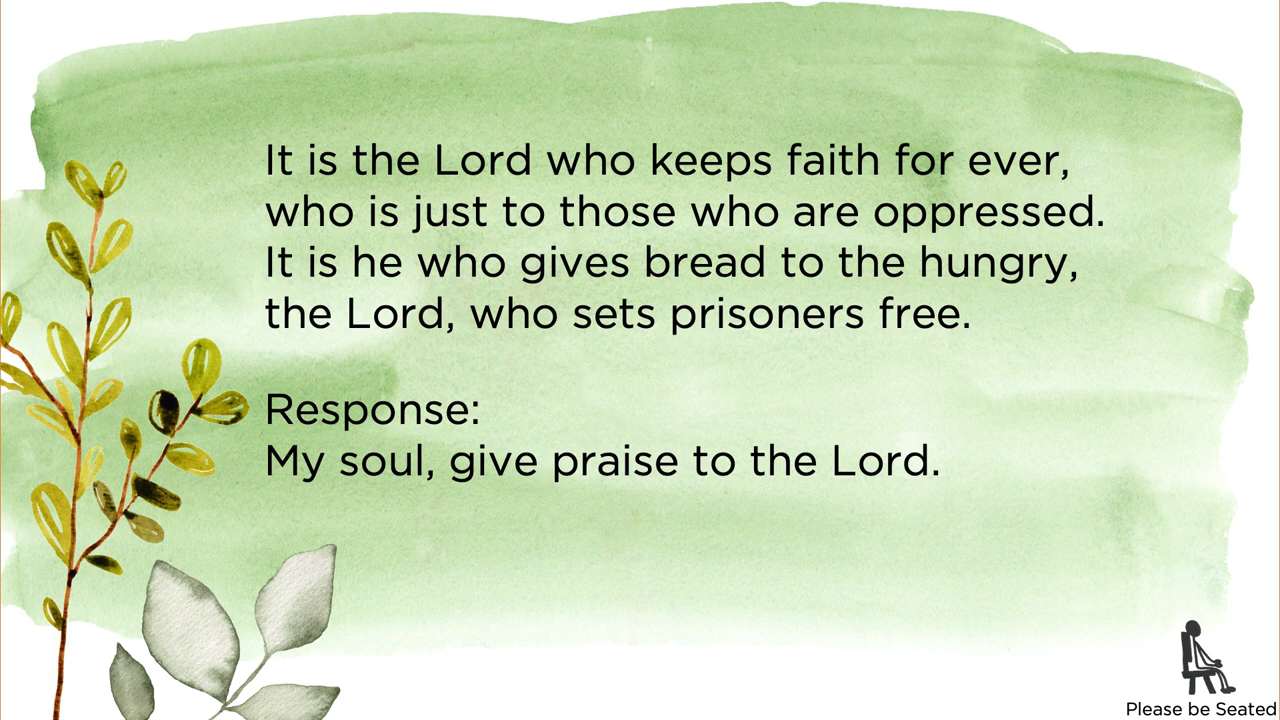 It is the Lord who keeps faith for ever,
who is just to those who are oppressed.
It is he who gives bread to the hungry,
the Lord, who sets prisoners free.
Response:
My soul, give praise to the Lord.
Please be Seated